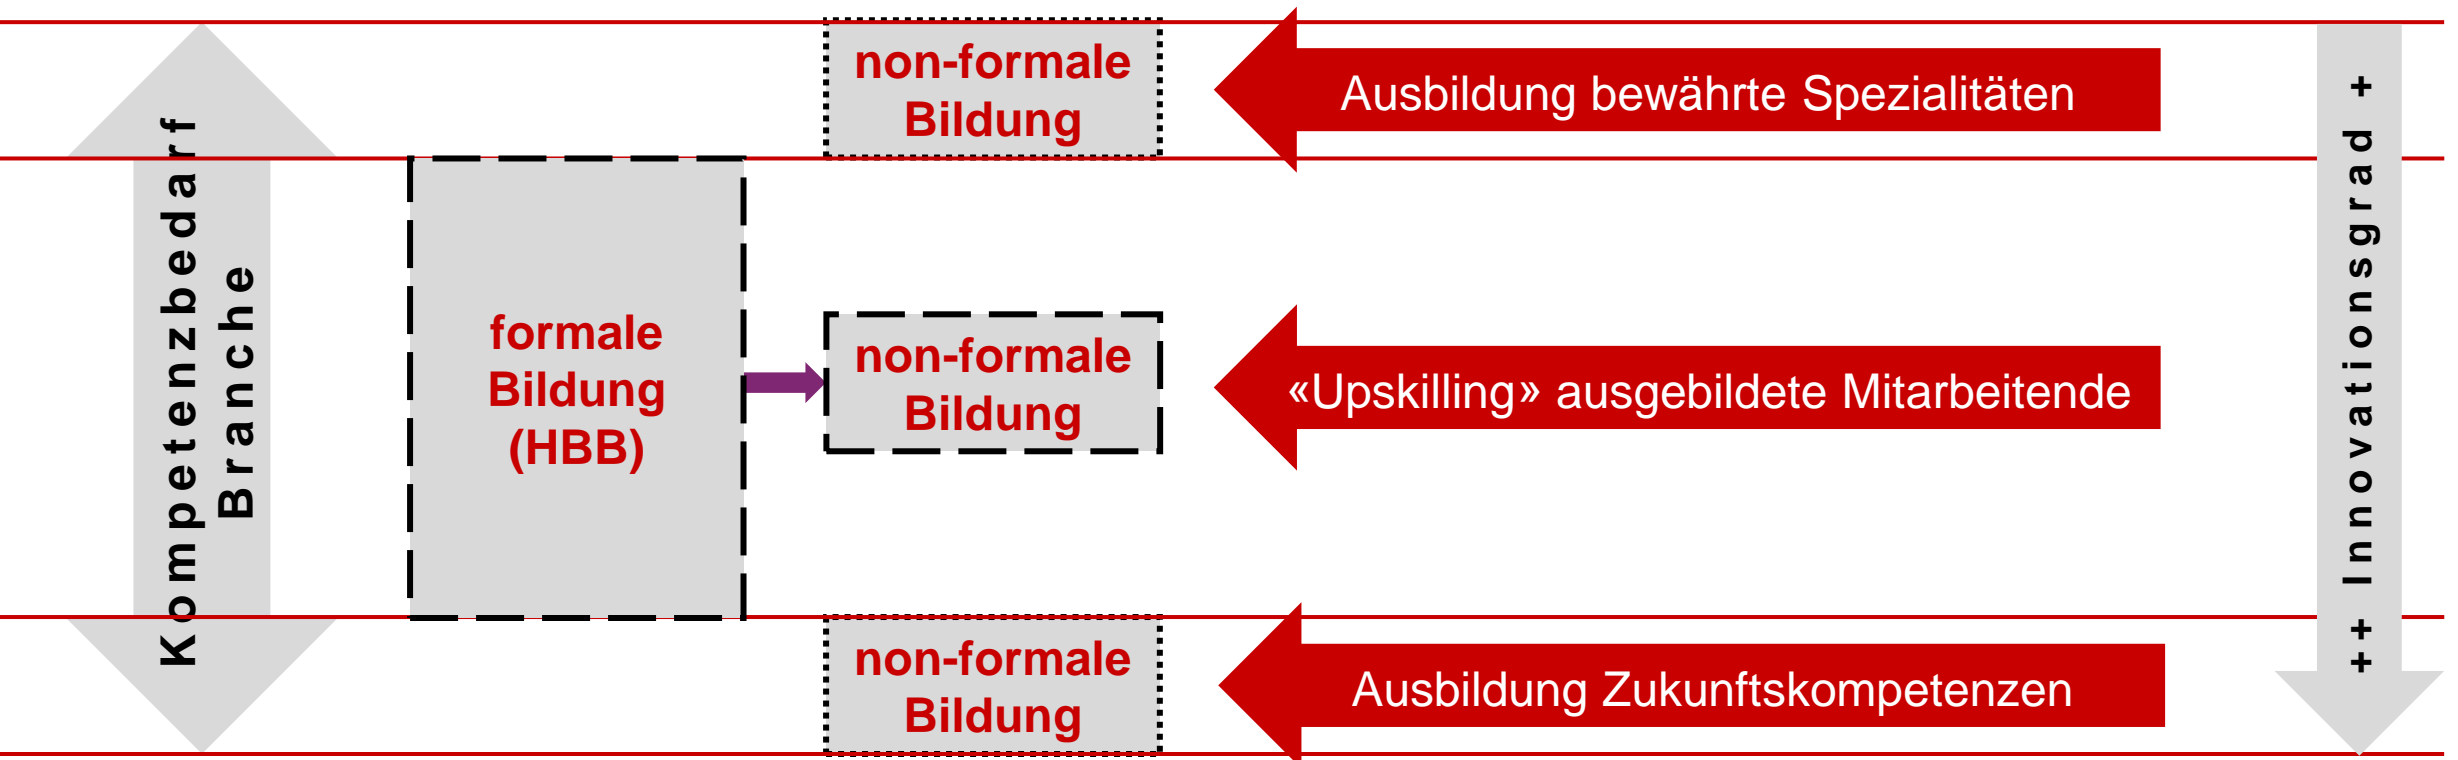 Kompetenzbedarf
Branche
formale
Bildung
(HBB)
non-formale
Bildung
non-formale
Bildung
non-formale
Bildung
Ausbildung bewährte Spezialitäten
«Upskilling» ausgebildete Mitarbeitende
Ausbildung Zukunftskompetenzen
++ Innovationsgrad +